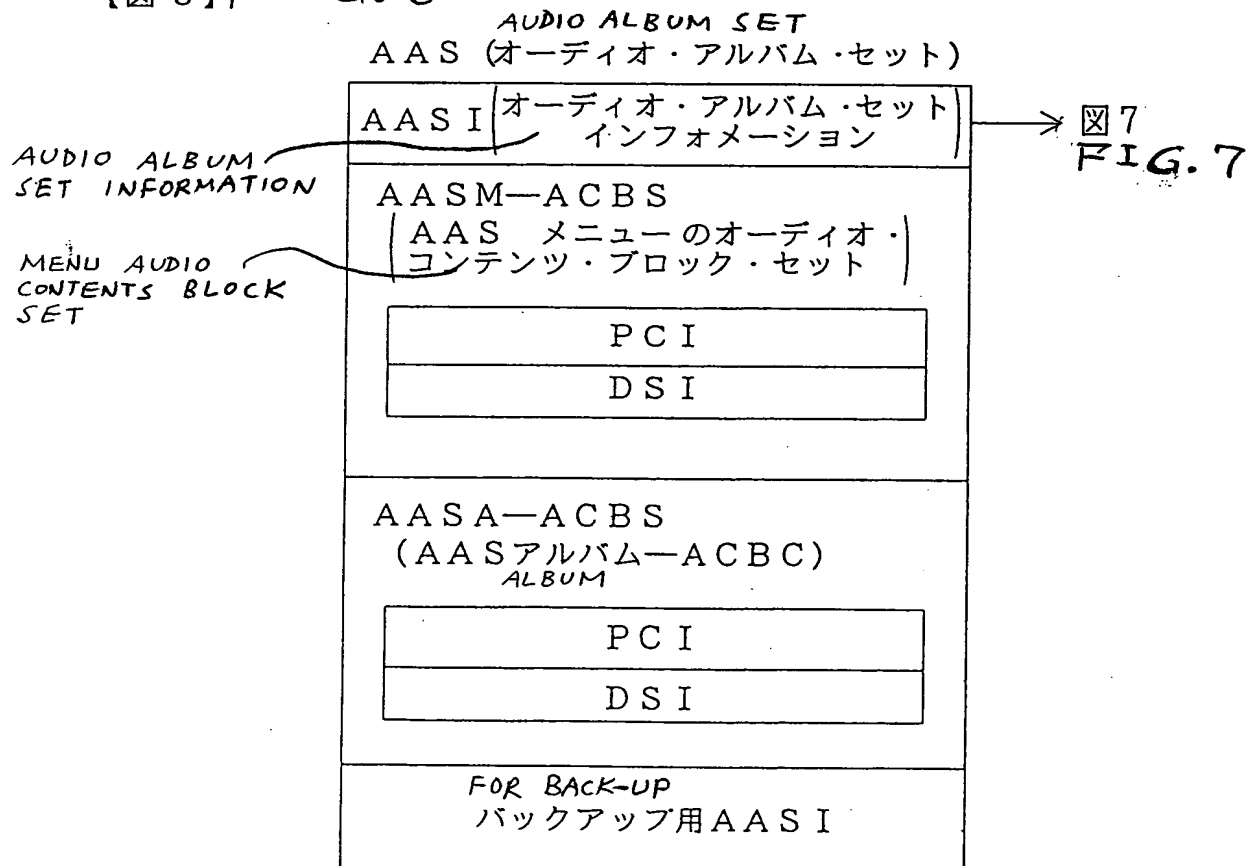 AUDIO ALBUM SET
AAS (オーディオ・アルバム・セット)
AASI(オーディオ・アルバム・セット
インフォメーション)
→ 図7
FIG. 7
AUDIO ALBUM
SET INFORMATION
AASM—ACBS
(AAS メニューのオーディオ・
コンテンツ・ブロック・セット)
MENU AUDIO
CONTENTS BLOCK
SET
PCI
DSI
AASA—ACBS
(AASアルバム—ACBC)
ALBUM
PCI
DSI
FOR BACK-UP
バックアップ用AASI